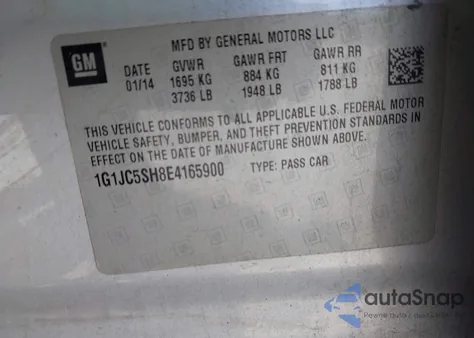 GM
MFD BY GENERAL MOTORS LLC
DATE GVWR GAWR FRT GAWR RR
01/14 1695 KG 884 KG 811 KG
3736 LB 1948 LB 1788 LB
THIS VEHICLE CONFORMS TO ALL APPLICABLE U.S. FEDERAL MOTOR
VEHICLE SAFETY, BUMPER, AND THEFT PREVENTION STANDARDS IN
EFFECT ON THE DATE OF MANUFACTURE SHOWN ABOVE.
1G1JC5SH8E4165900 TYPE: PASS CAR
autoSnap